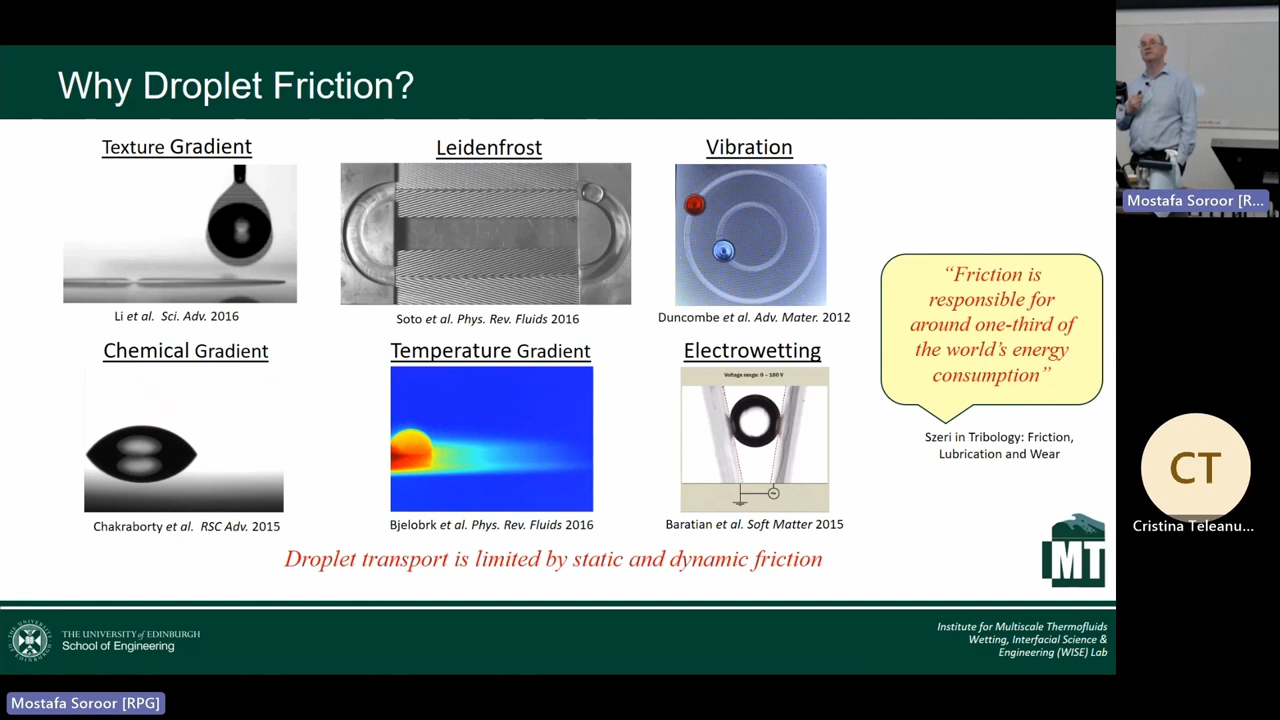 Why Droplet Friction?
Texture Gradient
Leidenfrost
Vibration
Li et al. Sci. Adv. 2016
Soto et al. Phys. Rev. Fluids 2016
Duncombe et al. Adv. Mater. 2012
Chemical Gradient
Temperature Gradient
Electrowetting
Voltage range: 0 – 100 V
Chakraborty et al. RSC Adv. 2015
Bjelobrk et al. Phys. Rev. Fluids 2016
Baratian et al. Soft Matter 2015
“Friction is
responsible for
around one-third of
the world’s energy
consumption”
Szeri in Tribology: Friction,
Lubrication and Wear
Droplet transport is limited by static and dynamic friction
IMT
THE UNIVERSITY of EDINBURGH
School of Engineering
Institute for Multiscale Thermofluids
Wetting, Interfacial Science &
Engineering (WISE) Lab
Mostafa Soroor [R...
CT
Cristina Teleanu...
Mostafa Soroor [RPG]